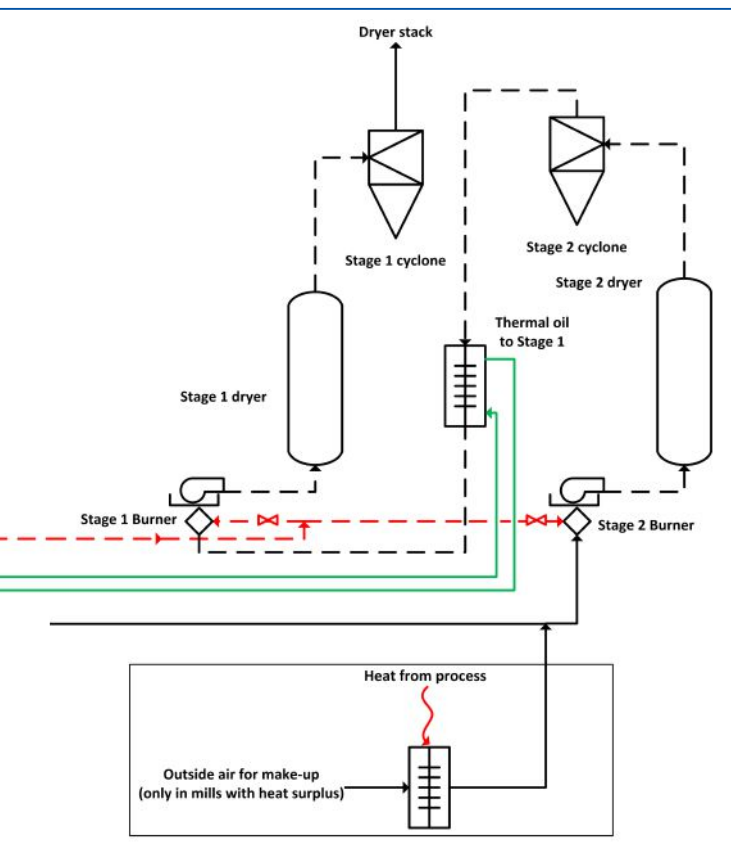 Dryer stack
Stage 1 cyclone
Stage 2 cyclone
Stage 2 dryer
Thermal oil
to Stage 1
Stage 1 dryer
Stage 1 Burner
Stage 2 Burner
Heat from process
Outside air for make-up
(only in mills with heat surplus)